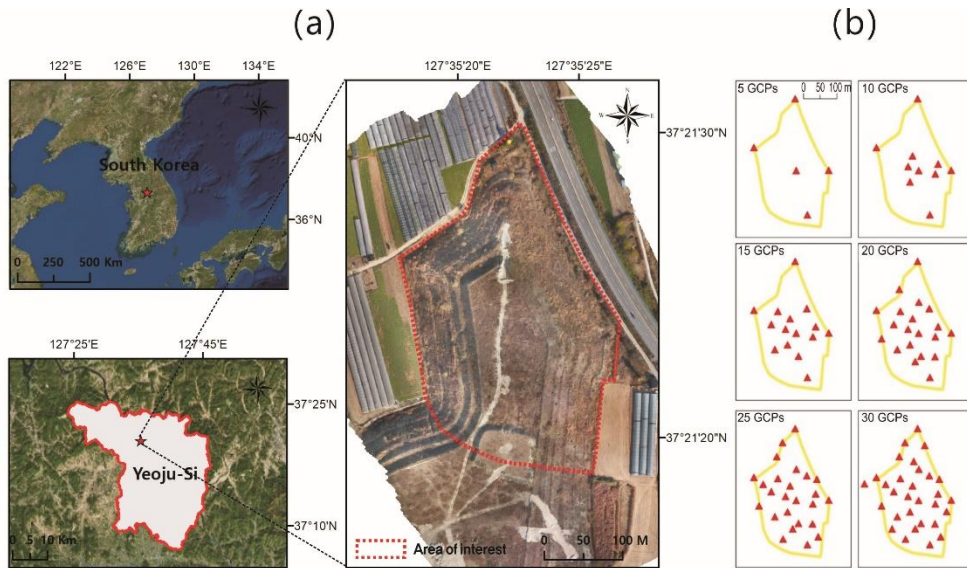 (a)
(b)
122°E 126°E 130°E 134°E
127°35'20"E 127°35'25"E
South Korea
40°N
36°N
0 250 500 Km
127°25'E 127°45'E
37°25'N
Yeoju-Si
37°10'N
0 5 10 Km
N
W E
S
37°21'30"N
37°21'20"N
Area of interest
0 50 100 M
5 GCPs
0 50 100 m
10 GCPs
15 GCPs
20 GCPs
25 GCPs
30 GCPs